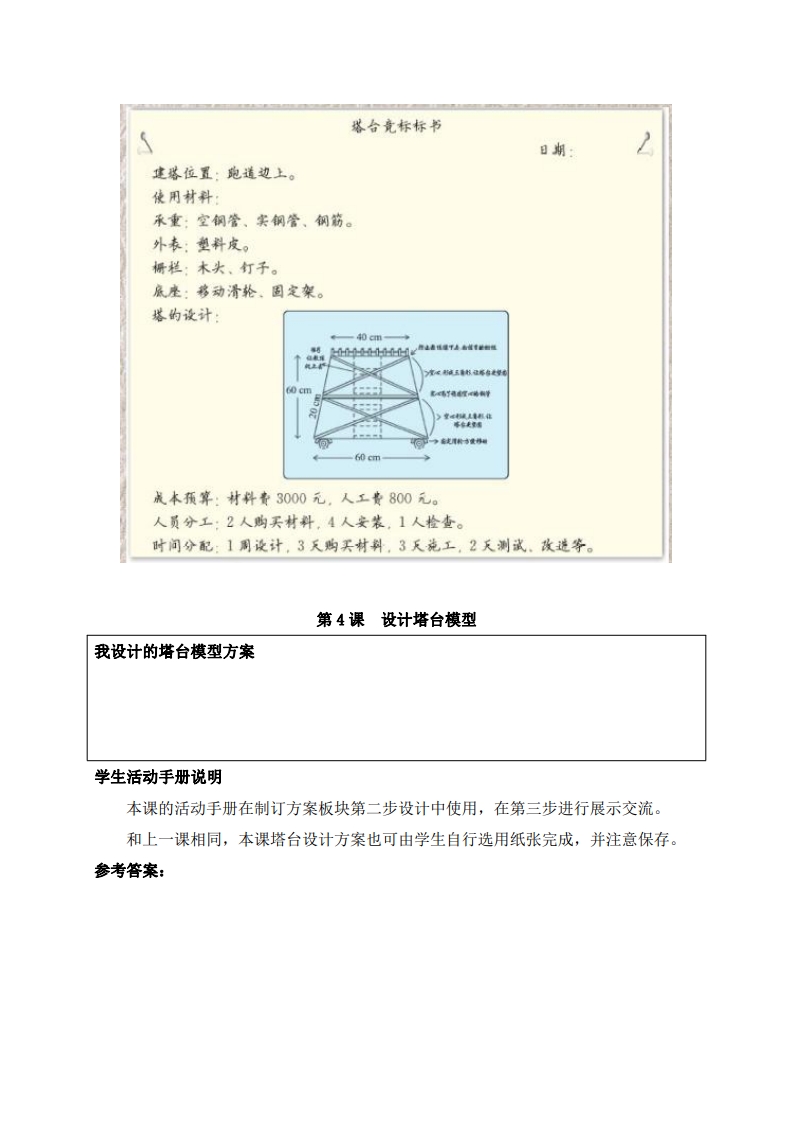 塔台竞标标书
日期：
建塔位置：跑道边上。
使用材料：
承重：空钢管、实钢管、钢筋。
外表：塑料皮。
栅栏：木头、钉子。
底座：移动滑轮、固定架。
塔的设计：
40 cm
60 cm
20 cm
60 cm
成本预算：材料费 3000 元，人工费 800 元。
人员分工：2 人购买材料，4 人安装，1 人检查。
时间分配：1 周设计，3 天购买材料，3 天施工，2 天测试、改进等。
第 4 课 设计塔台模型
我设计的塔台模型方案
学生活动手册说明
本课的活动手册在制订方案板块第二步设计中使用，在第三步进行展示交流。
和上一课相同，本课塔台设计方案也可由学生自行选用纸张完成，并注意保存。
参考答案：